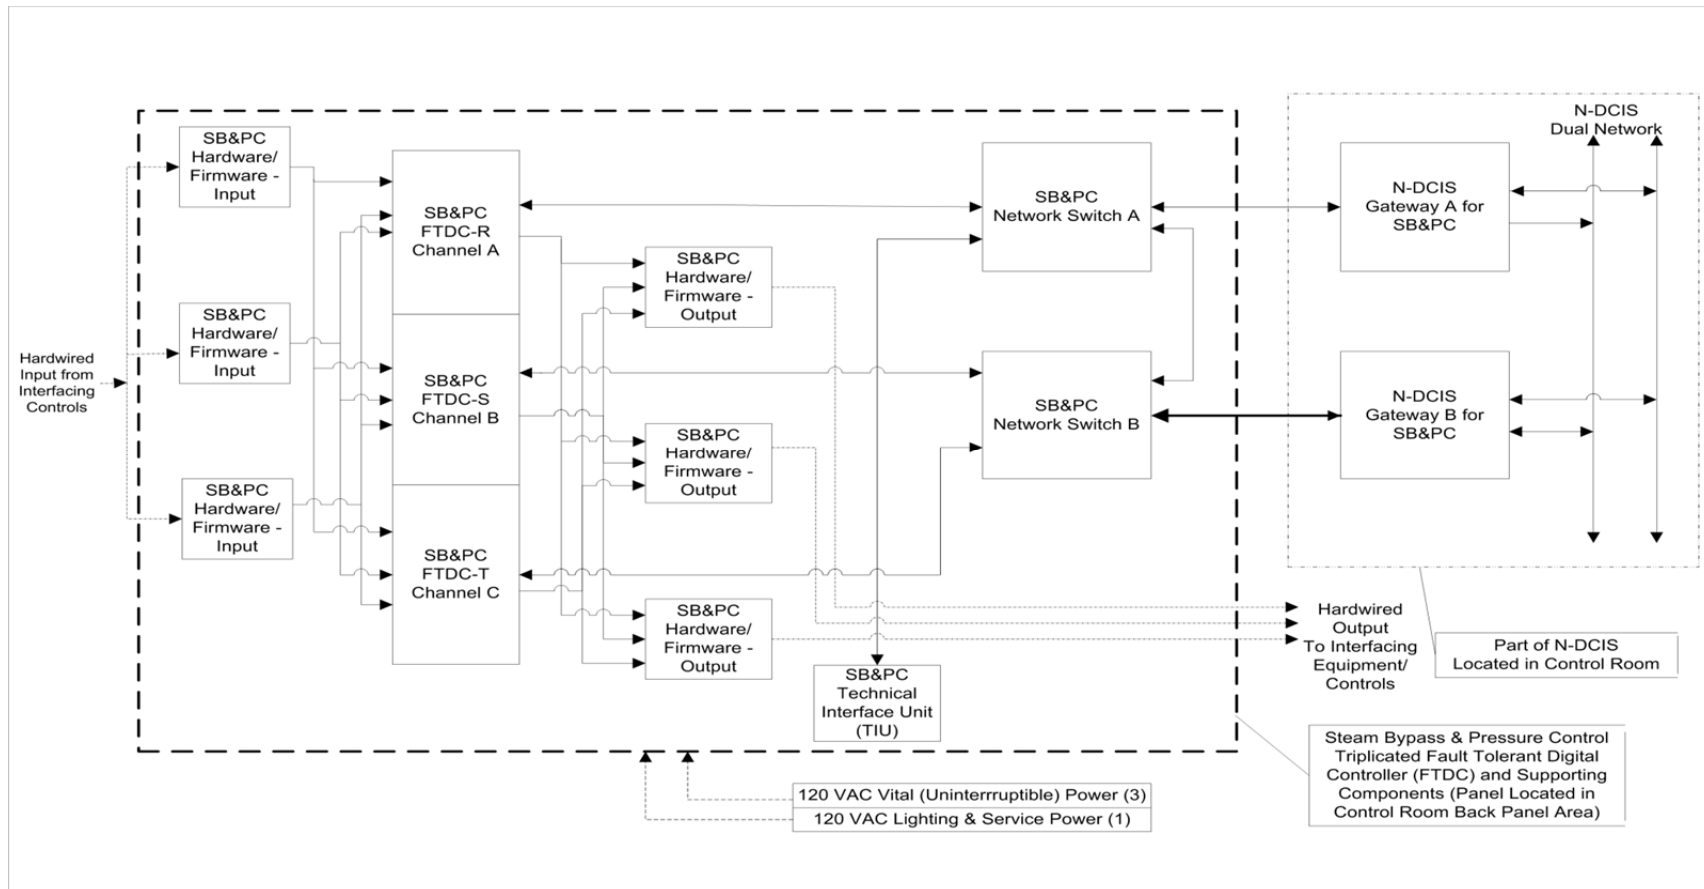 N-DCIS
Dual Network
SB&PC
Hardware/
Firmware -
Input
SB&PC
FTDC-R
Channel A
SB&PC
Network Switch A
N-DCIS
Gateway A for
SB&PC
SB&PC
Hardware/
Firmware -
Output
SB&PC
Hardware/
Firmware -
Input
Hardwired
Input from
Interfacing
Controls
SB&PC
FTDC-S
Channel B
SB&PC
Network Switch B
N-DCIS
Gateway B for
SB&PC
SB&PC
Hardware/
Firmware -
Output
SB&PC
Hardware/
Firmware -
Input
SB&PC
FTDC-T
Channel C
SB&PC
Hardware/
Firmware -
Output
Hardwired
Output
To Interfacing
Equipment/
Controls
Part of N-DCIS
Located in Control Room
SB&PC
Technical
Interface Unit
(TIU)
Steam Bypass & Pressure Control
Triplicated Fault Tolerant Digital
Controller (FTDC) and Supporting
Components (Panel Located in
Control Room Back Panel Area)
120 VAC Vital (Uninterrruptible) Power (3)
120 VAC Lighting & Service Power (1)